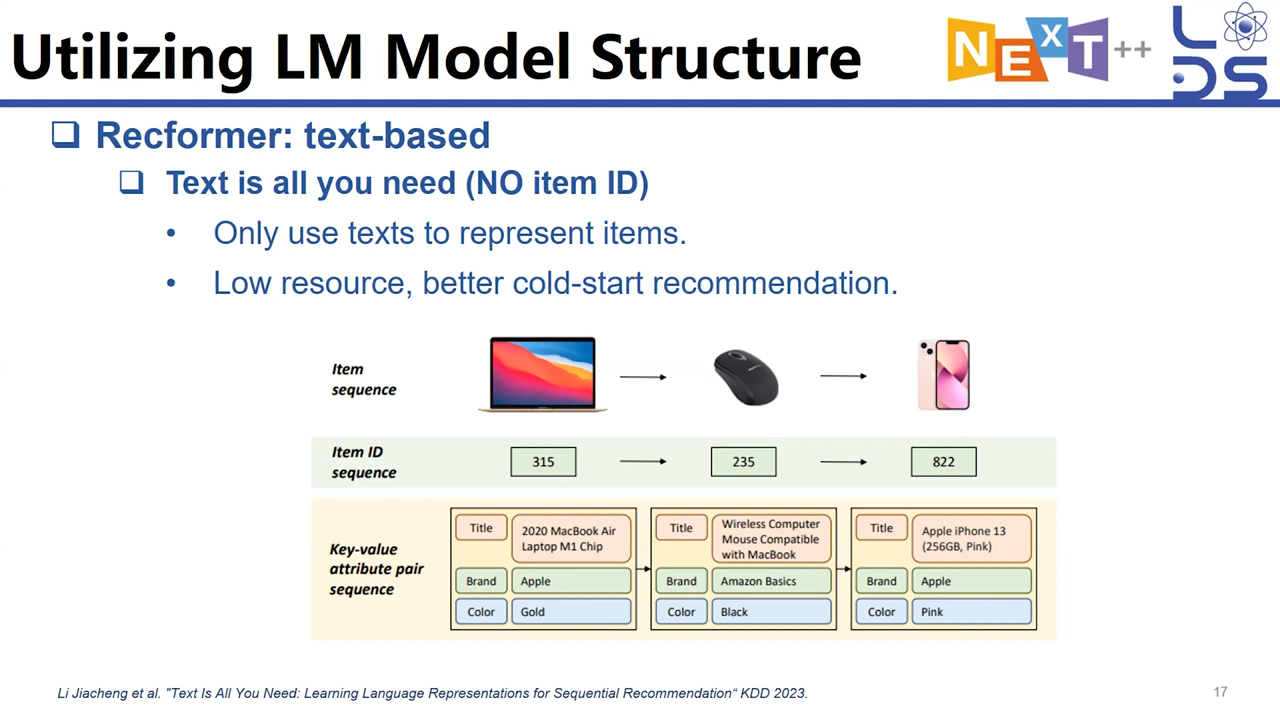 Utilizing LM Model Structure
NExT++
LDS
❑ Recformer: text-based
❑ Text is all you need (NO item ID)
• Only use texts to represent items.
• Low resource, better cold-start recommendation.
Item
sequence
Item ID
sequence
315
235
822
Key-value
attribute pair
sequence
Title
2020 MacBook Air
Laptop M1 Chip
Brand
Apple
Color
Gold
Title
Wireless Computer
Mouse Compatible
with MacBook
Brand
Amazon Basics
Color
Black
Title
Apple iPhone 13
(256GB, Pink)
Brand
Apple
Color
Pink
Li Jiacheng et al. "Text Is All You Need: Learning Language Representations for Sequential Recommendation“ KDD 2023.
17